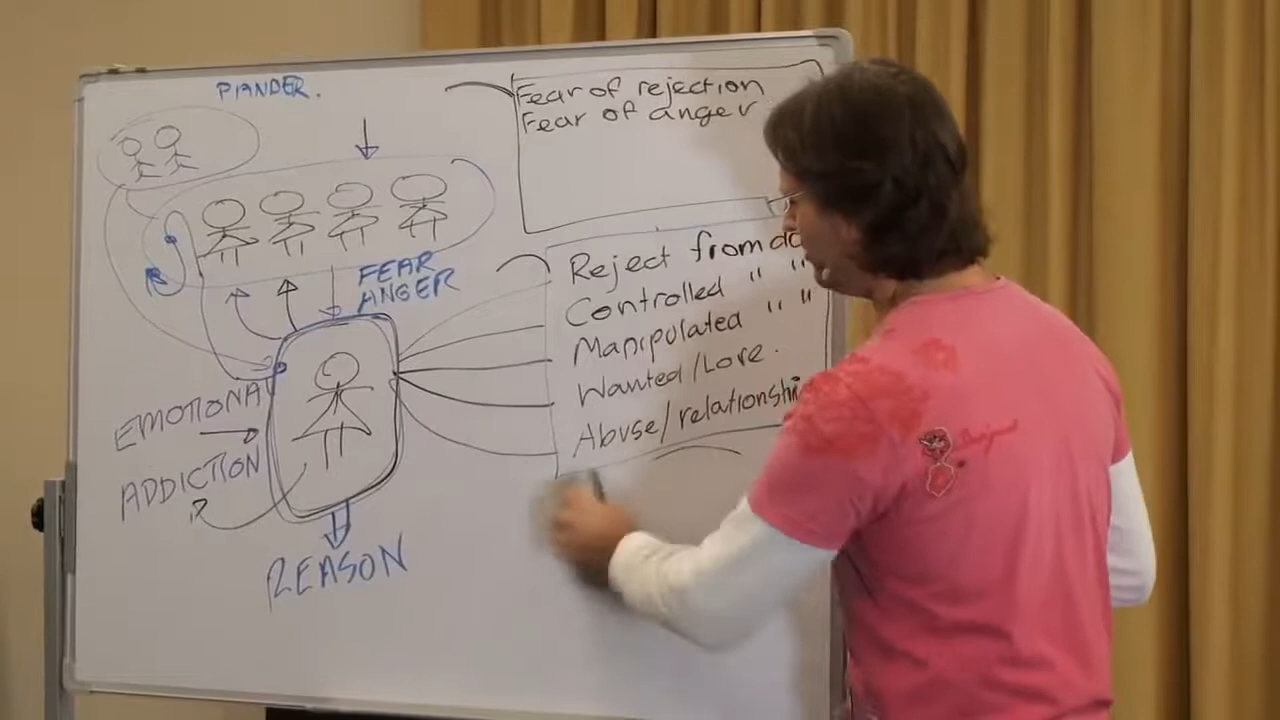 PANDER.
Fear of rejection
Fear of anger
FEAR
ANGER
Reject from
Controlled " "
Manipulated " "
Wanted/Love.
Abuse/relationshi
EMOTIONAL
ADDICTION
REASON